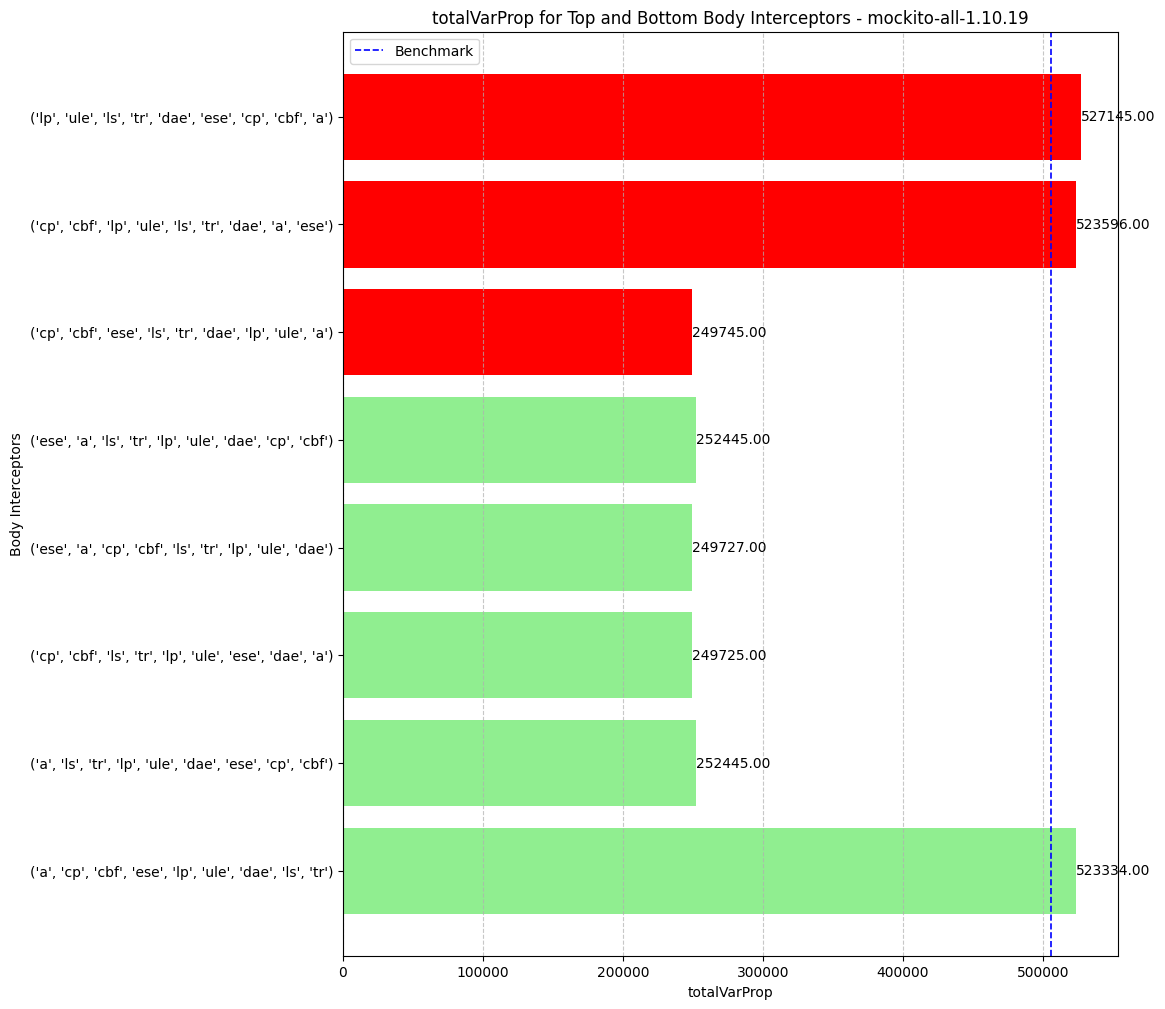 totalVarProp for Top and Bottom Body Interceptors - mockito-all-1.10.19
Benchmark
('lp', 'ule', 'ls', 'tr', 'dae', 'ese', 'cp', 'cbf', 'a') 527145.00
('cp', 'cbf', 'lp', 'ule', 'ls', 'tr', 'dae', 'a', 'ese') 523596.00
('cp', 'cbf', 'ese', 'ls', 'tr', 'dae', 'lp', 'ule', 'a') 249745.00
('ese', 'a', 'ls', 'tr', 'lp', 'ule', 'dae', 'cp', 'cbf') 252445.00
('ese', 'a', 'cp', 'cbf', 'ls', 'tr', 'lp', 'ule', 'dae') 249727.00
('cp', 'cbf', 'ls', 'tr', 'lp', 'ule', 'ese', 'dae', 'a') 249725.00
('a', 'ls', 'tr', 'lp', 'ule', 'dae', 'ese', 'cp', 'cbf') 252445.00
('a', 'cp', 'cbf', 'ese', 'lp', 'ule', 'dae', 'ls', 'tr') 523334.00
Body Interceptors
0 100000 200000 300000 400000 500000
totalVarProp